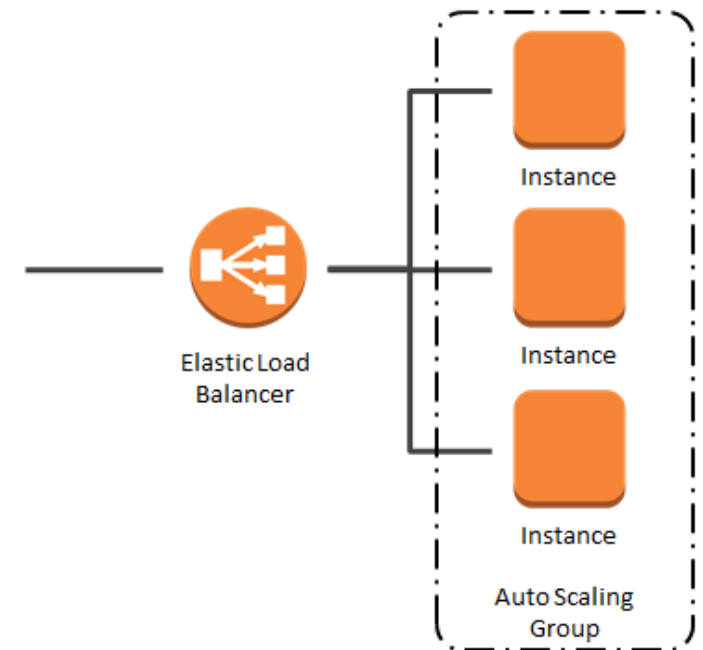 Instance
Elastic Load
Balancer
Instance
Instance
Auto Scaling
Group